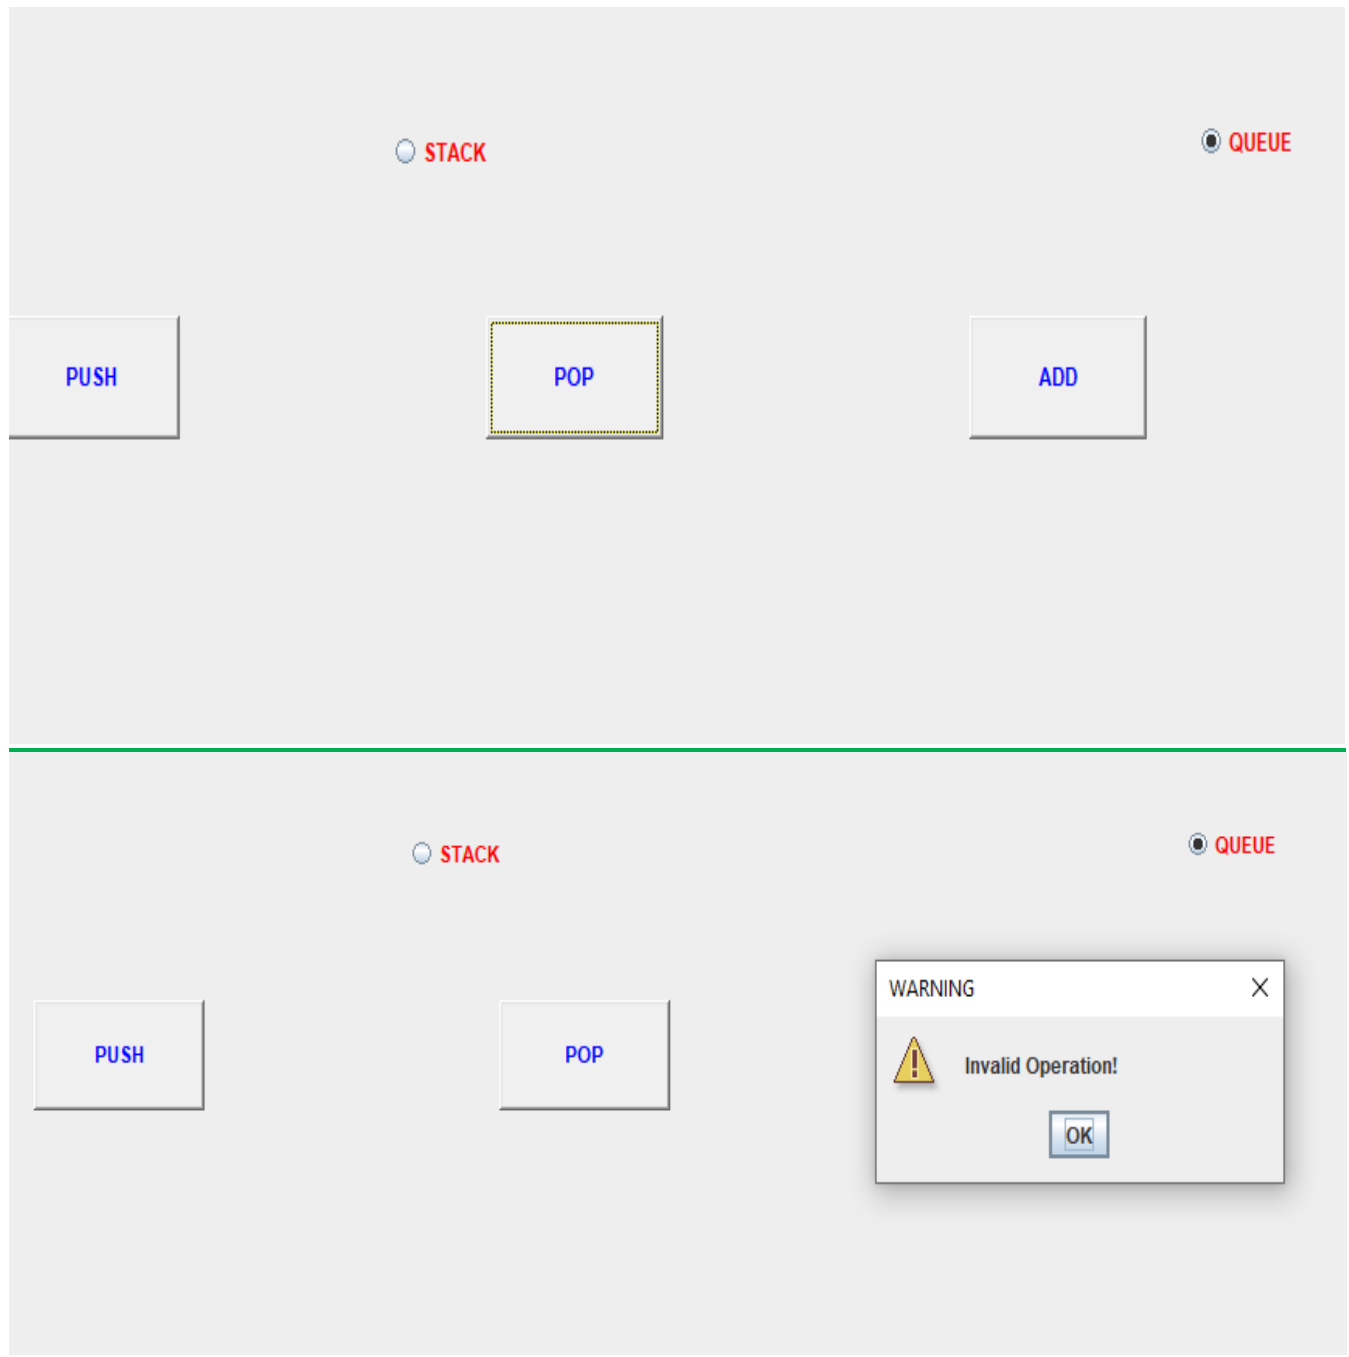 STACK
QUEUE
PUSH
POP
ADD
STACK
QUEUE
WARNING
PUSH
POP
Invalid Operation!
OK